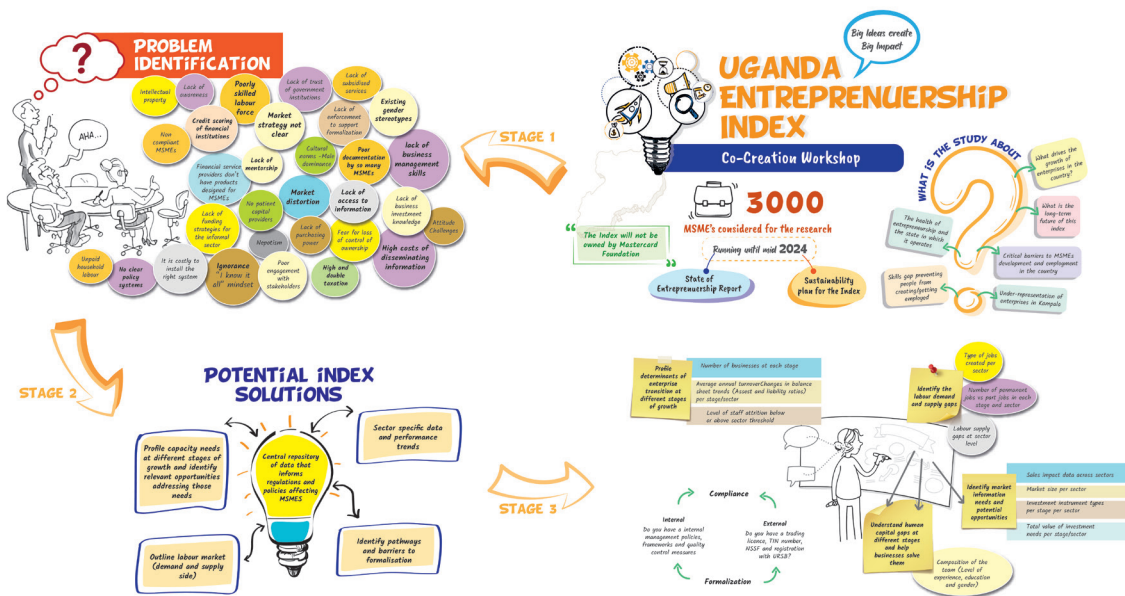 PROBLEM
IDENTIFICATION
?
AHA...
Intellectual
property
Lack of
awareness
Poorly
skilled
labour
force
Lack of trust
of government
institutions
Lack of
subsidised
services
Existing
gender
stereotypes
Non
compliant
MSMEs
Credit scoring
of financial
institutions
Market
strategy not
clear
Lack of
enforcement
to support
formalization
Cultural
norms -Male
dominance
Poor
documentation
by so many
MSMEs
lack of
business
management
skills
Financial service
providers don't
have products
designed for
MSMEs
Lack of
mentorship
Market
distortion
Lack of
access to
information
Lack of
business
investment
knowledge
Attitude
Challenges
Lack of
funding
strategies for
the informal
sector
No patient
capital
providers
Nepotism
Lack of
purchasing
power
Fear for loss
of control of
ownership
High costs of
disseminating
information
Unpaid
household
labour
No clear
policy
systems
It is costly to
install the
right system
Ignorance
"I know it
all" mindset
Poor
engagement
with
stakeholders
High and
double
taxation
STAGE 1
Big Ideas create
Big Impact
UGANDA
ENTREPRENUERSHIP
INDEX
Co-Creation Workshop
"The Index will not be
owned by Mastercard
Foundation"
3000
MSME's considered for the research
Running until mid 2024
State of
Entreprenuership Report
Sustainability
plan for the Index
WHAT IS THE STUDY ABOUT
What drives the
growth of
enterprises in the
country?
What is the
long-term
future of this
index
The health of
entrepreneurship and
the state in which it
operates
Critical barriers to MSMEs
development and employment
in the country
Skills gap preventing
people from
creating/getting
employed
Under-representation of
enterprises in Kampala
STAGE 2
POTENTIAL INDEX
SOLUTIONS
Profile capacity needs
at different stages of
growth and identify
relevant opportunities
addressing those
needs
Central repository
of data that
informs
regulations and
policies affecting
MSMES
Sector specific data
and performance
trends
Outline labour market
(demand and supply
side)
Identify pathways
and barriers to
formalisation
STAGE 3
Profile
determinants of
enterprise
transition at
different stages
of growth
Number of businesses at each stage
Average annual turnoverChanges in balance
sheet trends (Assest and liability ratios)
per stage/sector
Level of staff attrition below
or above sector threshold
Identify the
labour demand
and supply gaps
Type of jobs
created per
sector
Number of permanent
jobs vs part jobs in each
stage and sector
Labour supply
gaps at sector
level
Compliance
Internal
Do you have a internal
management policies,
frameworks and quality
control measures
External
Do you have a trading
licence, TIN number,
NSSF and registration
with URSB?
Formalization
Understand human
capital gaps at
different stages
and help
businesses solve
them
Composition of the
team (Level of
experience, education
and gender)
Identify market
information
needs and
potential
opportunities
Sales impact data across sectors
Market size per sector
Investment instrument types
per stage per sector
Total value of investment
needs per stage/sector